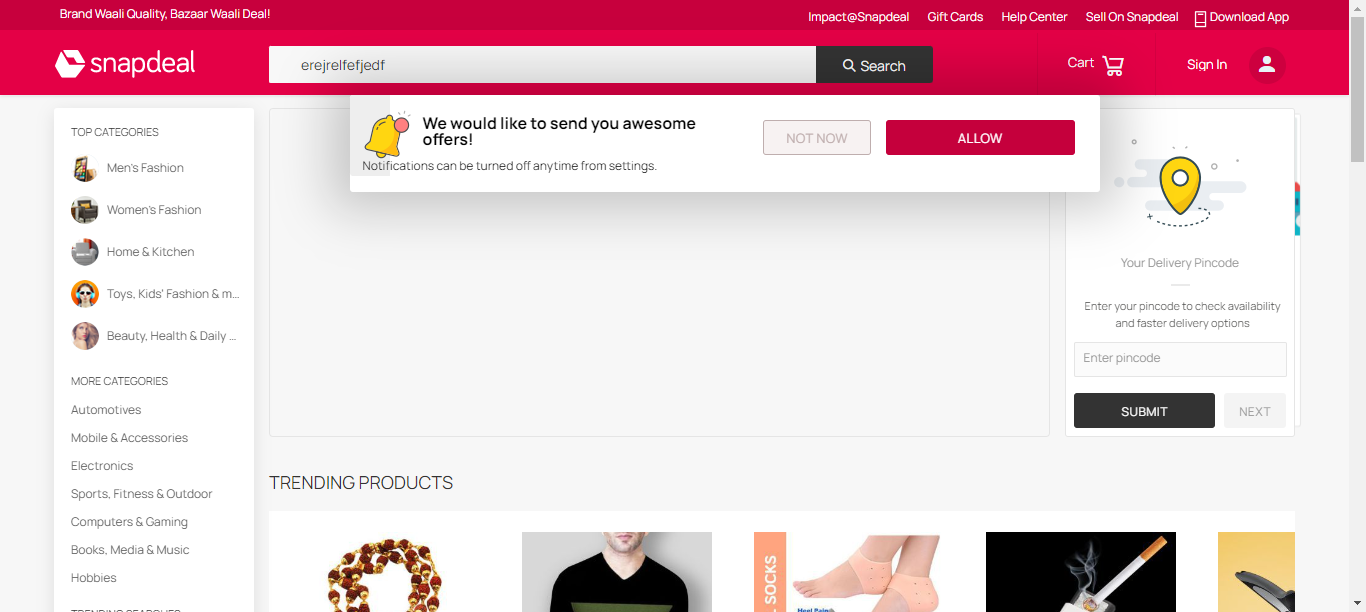 Brand Waali Quality, Bazaar Waali Deal!
Impact@Snapdeal
Gift Cards
Help Center
Sell On Snapdeal
Download App
snapdeal
erejrelfefjedf
Search
Cart
Sign In
We would like to send you awesome
offers!
Notifications can be turned off anytime from settings.
NOT NOW
ALLOW
TOP CATEGORIES
Men's Fashion
Women's Fashion
Home & Kitchen
Toys, Kids' Fashion & m...
Beauty, Health & Daily ...
MORE CATEGORIES
Automotives
Mobile & Accessories
Electronics
Sports, Fitness & Outdoor
Computers & Gaming
Books, Media & Music
Hobbies
TRENDING SEARCHES
Your Delivery Pincode
Enter your pincode to check availability
and faster delivery options
Enter pincode
SUBMIT
NEXT
TRENDING PRODUCTS
SOCKS
Heel Pain